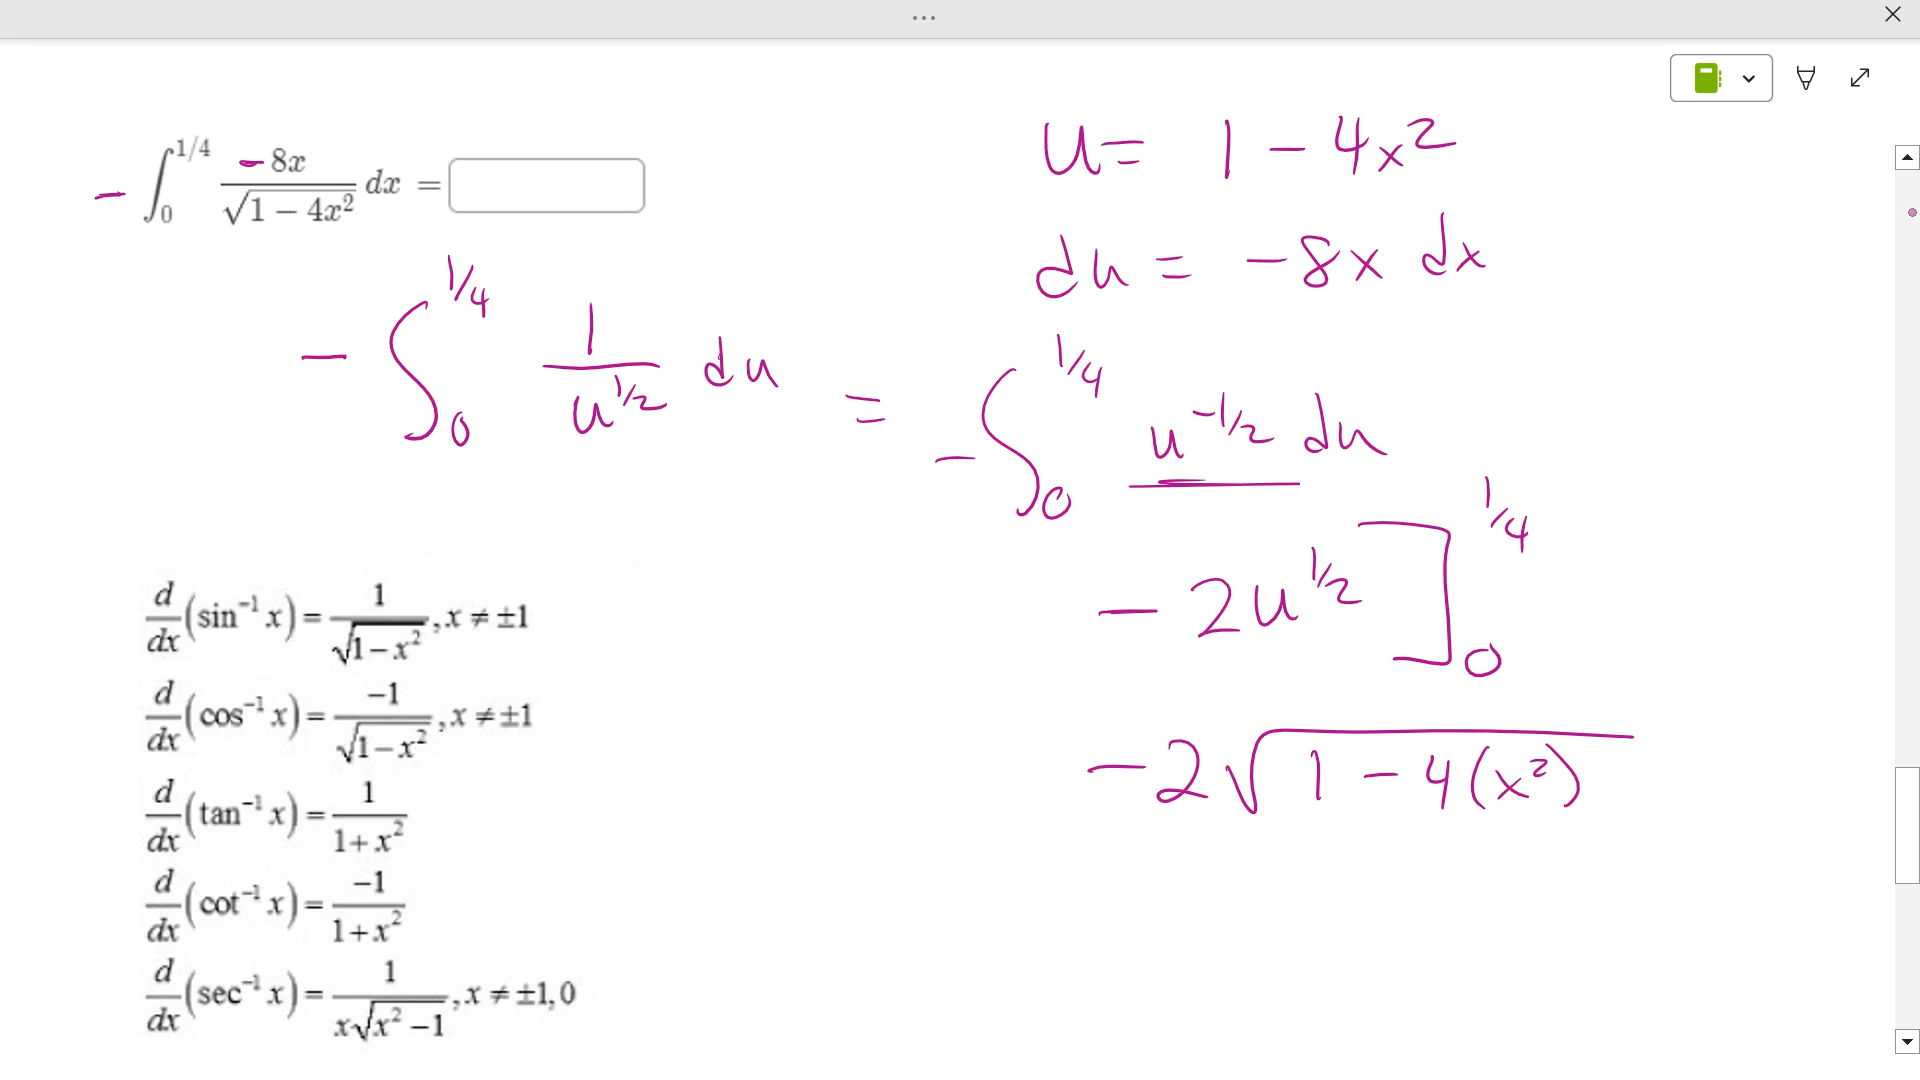 − ∫₀^{1/4} −8x / √(1 − 4x²) dx =
u = 1 − 4x²
du = −8x dx
− ∫₀^{1/4} 1 / u^{1/2} du = − ∫₀^{1/4} u^{−1/2} du
− 2u^{1/2} ]₀^{1/4}
−2√(1 − 4(x²))
d/dx (sin⁻¹ x) = 1 / √(1−x²), x ≠ ±1
d/dx (cos⁻¹ x) = −1 / √(1−x²), x ≠ ±1
d/dx (tan⁻¹ x) = 1 / 1+x²
d/dx (cot⁻¹ x) = −1 / 1+x²
d/dx (sec⁻¹ x) = 1 / x√(x² −1), x ≠ ±1, 0